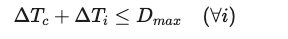 ΔT_c + ΔT_i ≤ D_max (∀i)